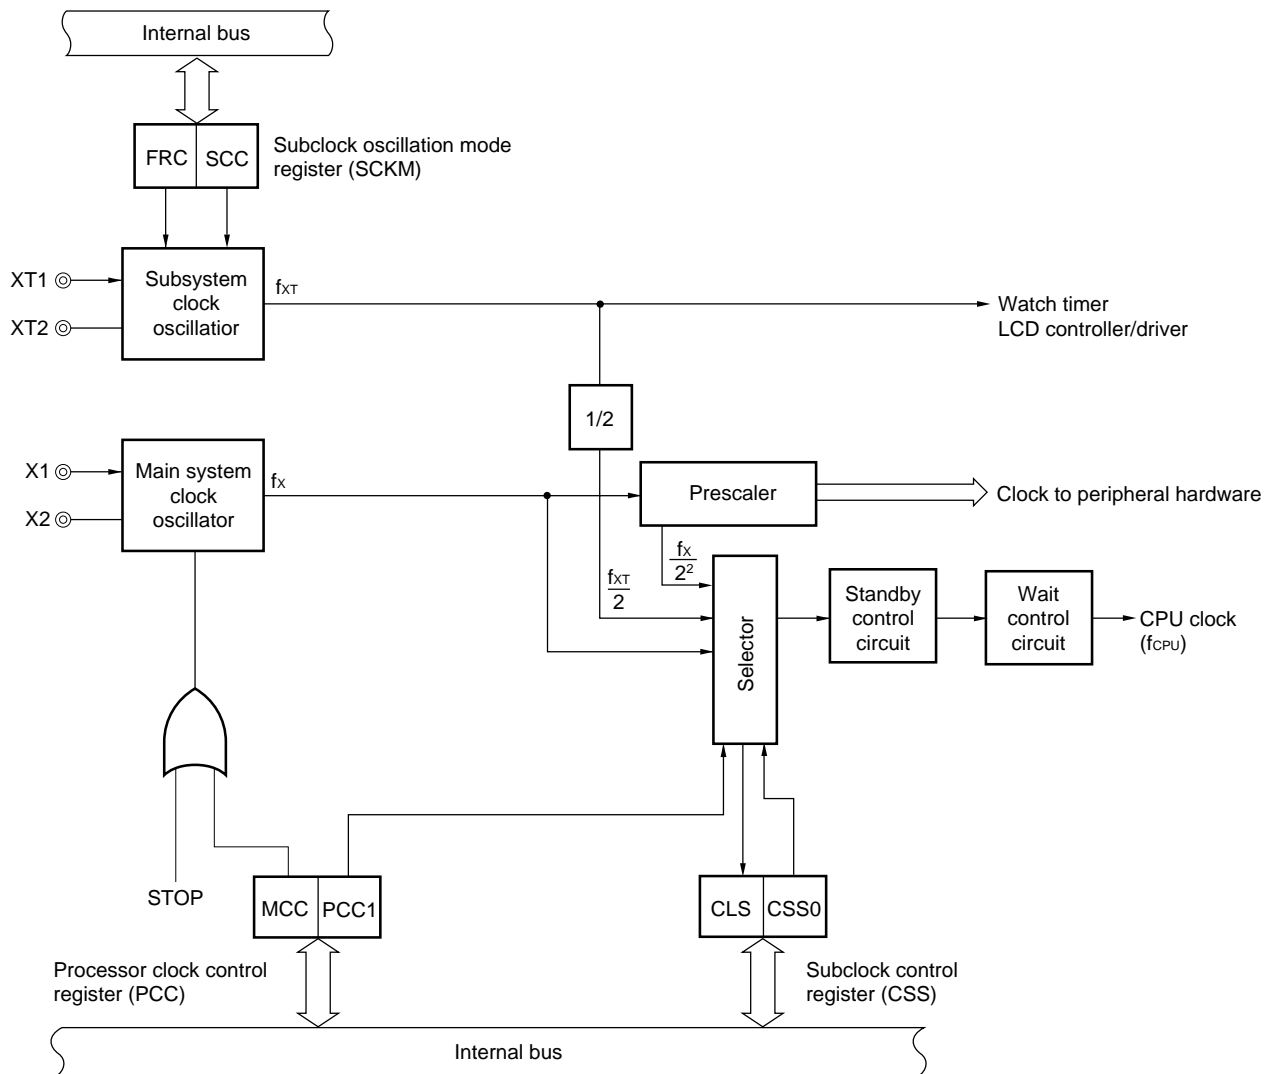 Internal bus
FRC
SCC
Subclock oscillation mode
register (SCKM)
XT1
XT2
Subsystem
clock
oscillatior
fXT
Watch timer
LCD controller/driver
1/2
X1
X2
Main system
clock
oscillator
fX
Prescaler
Clock to peripheral hardware
fX
2²
fXT
2
Selector
Standby
control
circuit
Wait
control
circuit
CPU clock
(fCPU)
STOP
MCC
PCC1
CLS
CSS0
Processor clock control
register (PCC)
Subclock control
register (CSS)
Internal bus